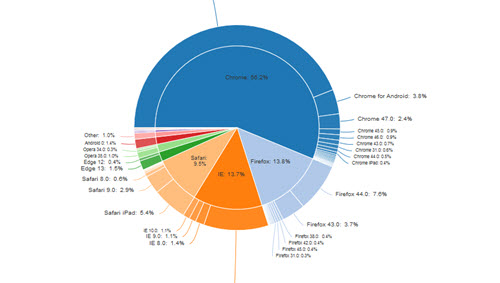 Chrome: 56.2%
Chrome for Android: 3.8%
Chrome 47.0: 2.4%
Chrome 45.0: 0.9%
Chrome 46.0: 0.9%
Chrome 43.0: 0.7%
Chrome 31.0: 0.6%
Chrome 44.0: 0.5%
Chrome iPad: 0.4%
Firefox: 13.8%
Firefox 44.0: 7.6%
Firefox 43.0: 3.7%
Firefox 38.0: 0.4%
Firefox 42.0: 0.4%
Firefox 45.0: 0.4%
Firefox 31.0: 0.3%
IE: 13.7%
IE 10.0: 1.1%
IE 9.0: 1.1%
IE 8.0: 1.4%
Safari:
9.5%
Safari iPad: 5.4%
Safari 9.0: 2.9%
Safari 8.0: 0.6%
Edge 13: 1.5%
Edge 12: 0.4%
Opera 35.0: 1.0%
Opera 34.0: 0.3%
Android 0: 1.4%
Other: 1.0%